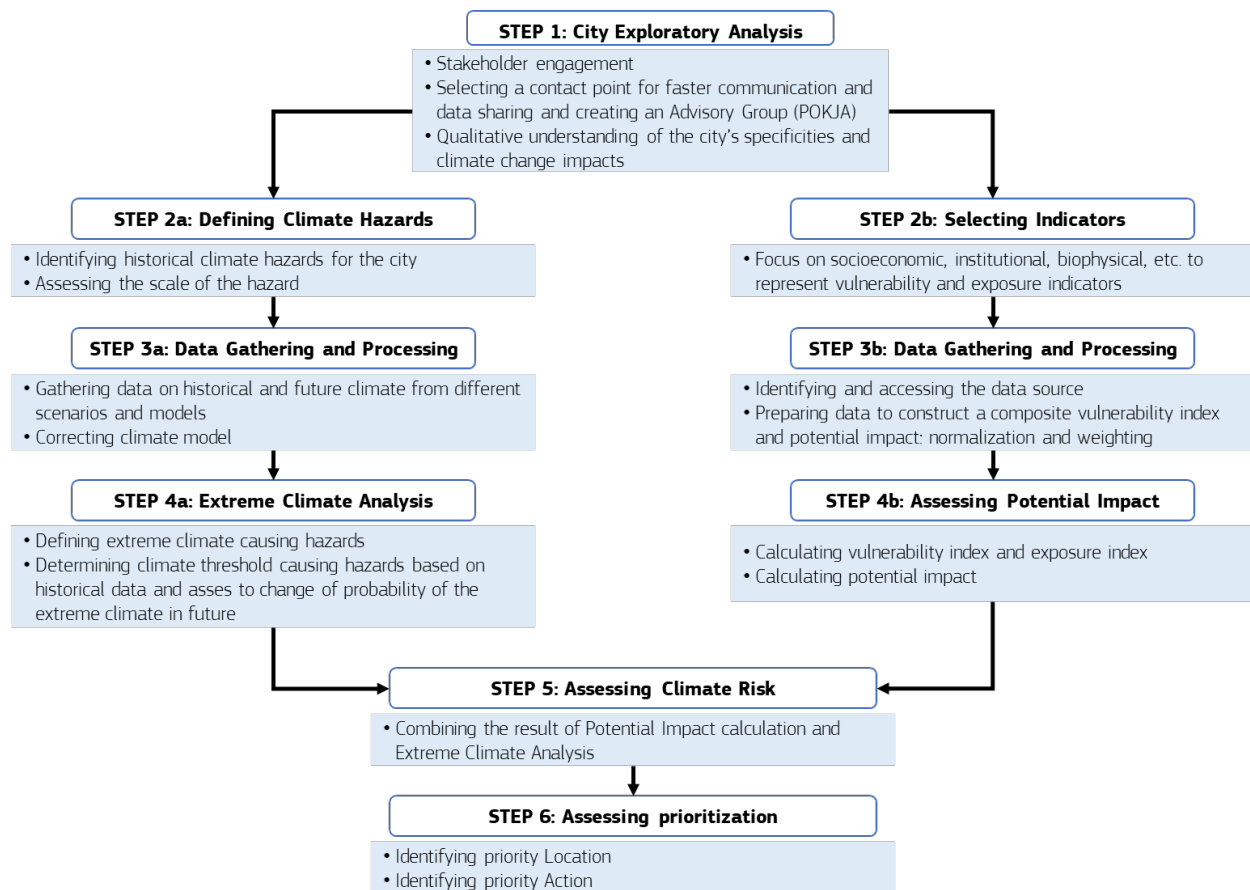 STEP 1: City Exploratory Analysis
• Stakeholder engagement
• Selecting a contact point for faster communication and
data sharing and creating an Advisory Group (POKJA)
• Qualitative understanding of the city's specificities and
climate change impacts
STEP 2a: Defining Climate Hazards
• Identifying historical climate hazards for the city
• Assessing the scale of the hazard
STEP 2b: Selecting Indicators
• Focus on socioeconomic, institutional, biophysical, etc. to
represent vulnerability and exposure indicators
STEP 3a: Data Gathering and Processing
• Gathering data on historical and future climate from different
scenarios and models
• Correcting climate model
STEP 3b: Data Gathering and Processing
• Identifying and accessing the data source
• Preparing data to construct a composite vulnerability index
and potential impact: normalization and weighting
STEP 4a: Extreme Climate Analysis
• Defining extreme climate causing hazards
• Determining climate threshold causing hazards based on
historical data and asses to change of probability of the
extreme climate in future
STEP 4b: Assessing Potential Impact
• Calculating vulnerability index and exposure index
• Calculating potential impact
STEP 5: Assessing Climate Risk
• Combining the result of Potential Impact calculation and
Extreme Climate Analysis
STEP 6: Assessing prioritization
• Identifying priority Location
• Identifying priority Action